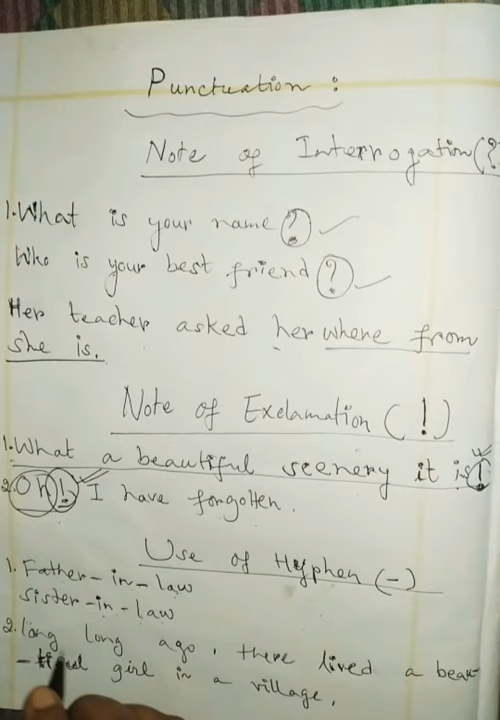 Punctuation :
Note of Interrogation (?
1. What is your name ?
Who is your best friend ?
Her teacher asked her where from
she is.
Note of Exclamation ( ! )
1. What a beautiful scenery it is !
2. Oh ! I have forgotten.
Use of Hyphen (-)
1. Father-in-law
sister-in-law
2. long long ago, there lived a beau
- girl in a village.